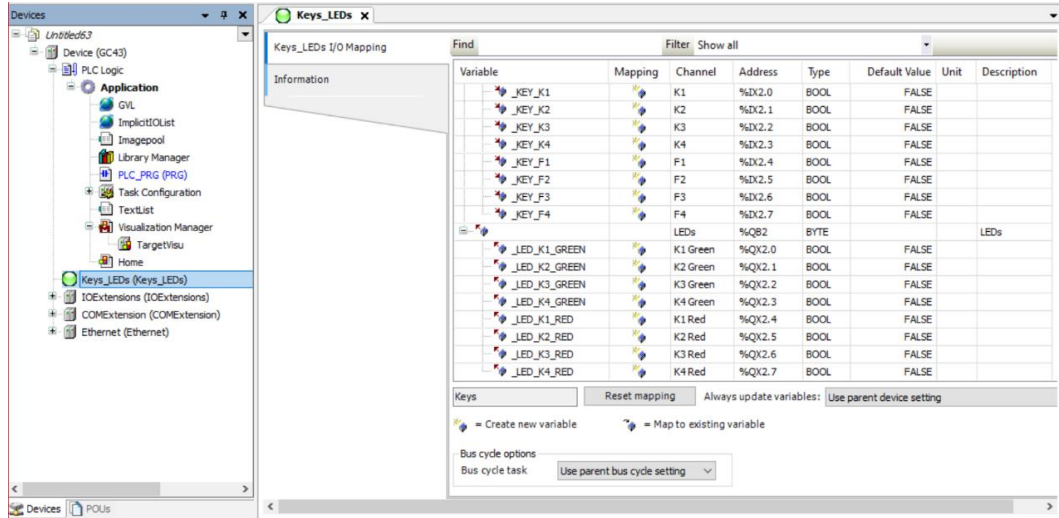 Devices
Untitled63
Device (GC43)
PLC Logic
Application
GVL
ImplicitIOList
Imagepool
Library Manager
PLC_PRG (PRG)
Task Configuration
TextList
Visualization Manager
TargetVisu
Home
Keys_LEDs (Keys_LEDs)
IOExtensions (IOExtensions)
COMExtension (COMExtension)
Ethernet (Ethernet)
Devices POUs
Keys_LEDs
Keys_LEDs I/O Mapping
Information
Find Filter Show all
Variable Mapping Channel Address Type Default Value Unit Description
_KEY_K1 K1 %IX2.0 BOOL FALSE
_KEY_K2 K2 %IX2.1 BOOL FALSE
_KEY_K3 K3 %IX2.2 BOOL FALSE
_KEY_K4 K4 %IX2.3 BOOL FALSE
_KEY_F1 F1 %IX2.4 BOOL FALSE
_KEY_F2 F2 %IX2.5 BOOL FALSE
_KEY_F3 F3 %IX2.6 BOOL FALSE
_KEY_F4 F4 %IX2.7 BOOL FALSE
LEDs %QB2 BYTE LEDs
_LED_K1_GREEN K1 Green %QX2.0 BOOL FALSE
_LED_K2_GREEN K2 Green %QX2.1 BOOL FALSE
_LED_K3_GREEN K3 Green %QX2.2 BOOL FALSE
_LED_K4_GREEN K4 Green %QX2.3 BOOL FALSE
_LED_K1_RED K1 Red %QX2.4 BOOL FALSE
_LED_K2_RED K2 Red %QX2.5 BOOL FALSE
_LED_K3_RED K3 Red %QX2.6 BOOL FALSE
_LED_K4_RED K4 Red %QX2.7 BOOL FALSE
Keys Reset mapping Always update variables: Use parent device setting
= Create new variable = Map to existing variable
Bus cycle options
Bus cycle task Use parent bus cycle setting